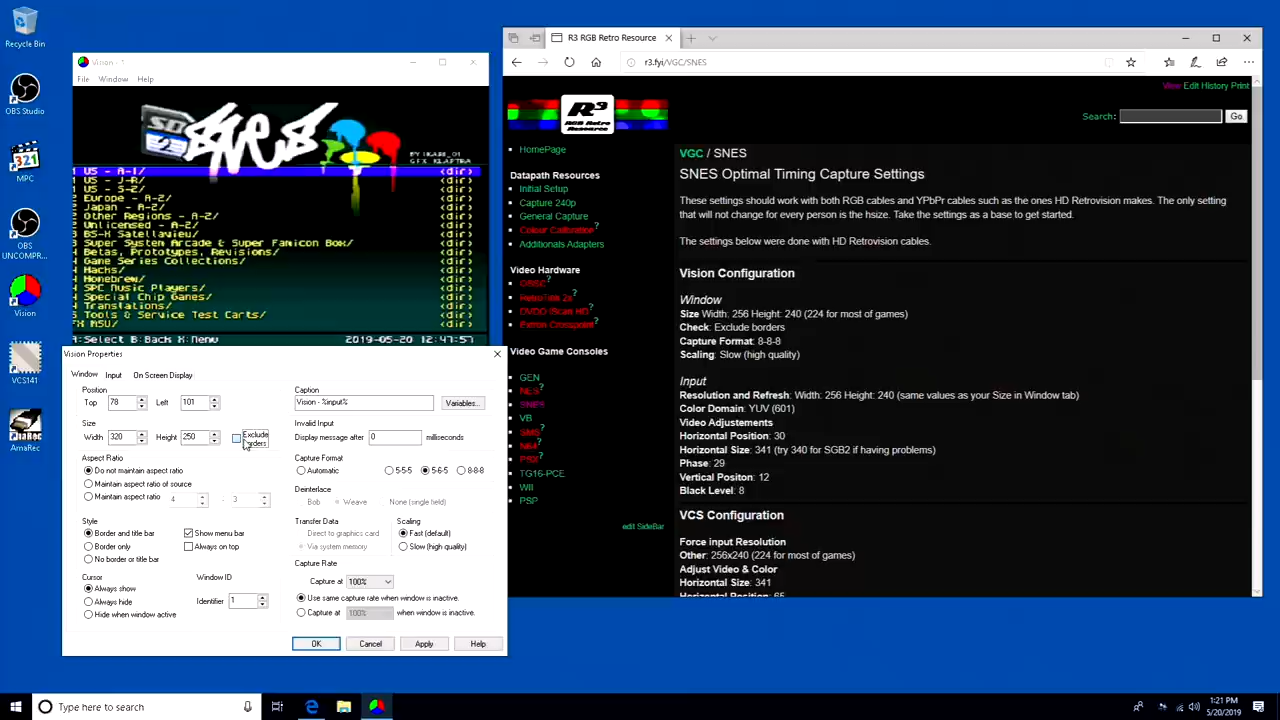 Recycle Bin
OBS Studio
321
MPC
OBS
UNCOMPR...
Vision
VCS141
AmaRec
Vision - 1
File Window Help
BY IKARI_01
US - A-I/ <dir>
US - J-R/ <dir>
US - S-Z/ <dir>
Europe - A-Z/ <dir>
Japan - A-Z/ <dir>
Other Regions - A-Z/ <dir>
Unlicensed - A-Z/ <dir>
BS-X Satellaview/ <dir>
Super System Arcade & Super Famicom Box/ <dir>
Betas, Prototypes, Revisions/ <dir>
Game Series Collections/ <dir>
Hacks/ <dir>
Homebrew/ <dir>
SPC Music Players/ <dir>
Special Chip Games/ <dir>
Translations/ <dir>
Tools & Service Test Carts/ <dir>
MSU/ <dir>
A:Select B:Back X:Menu 2019-05-20 12:47:57
Vision Properties
Window Input On Screen Display
Position
Top 78 Left 101
Size
Width 320 Height 250 Exclude
borders
Aspect Ratio
Do not maintain aspect ratio
Maintain aspect ratio of source
Maintain aspect ratio 4 : 3
Style
Border and title bar Show menu bar
Border only Always on top
No border or title bar
Cursor Window ID
Always show
Always hide Identifier 1
Hide when window active
Caption
Vision - %input% Variables...
Invalid Input
Display message after 0 milliseconds
Capture Format
Automatic 5-5-5 5-6-5 8-8-8
Deinterlace
Bob Weave None (single field)
Transfer Data Scaling
Direct to graphics card Fast (default)
Via system memory Slow (high quality)
Capture Rate
Capture at 100%
Use same capture rate when window is inactive.
Capture at 100% when window is inactive.
OK Cancel Apply Help
R3 RGB Retro Resource
r3.fyi/VGC/SNES
View Edit History Print
R3
RGB Retro
Resource
Search: Go
HomePage
Datapath Resources
Initial Setup
Capture 240p
General Capture
Colour Calibration?
Additionals Adapters
Video Hardware
OSSC?
RetroTink 2x?
DVDO iScan HD?
Extron Crosspoint?
Video Game Consoles
GEN
NES?
SNES
VB
SMS?
N64?
PSX?
TG16-PCE
WII
PSP
edit SideBar
VGC / SNES
SNES Optimal Timing Capture Settings
These settings should work with both RGB cables and YPbPr cables such as the ones HD Retrovision makes. The only setting
that will not change for every person is the hsize. Take the settings as a base to get started.
The settings below were done with HD Retrovision cables.
Vision Configuration
Window
Size Width: 256 Height: 240 (224 for most of games)
Check: Exclude borders
Capture Format: 8-8-8
Scaling: Slow (high quality)
Input
Resolution and Refresh - Width: 256 Height: 240 (same values as your Size in Window tab)
Color Domain: YUV (601)
Video Adjustments
Horizontal Position: 30
Horizontal Size: 341 (try 340 for SGB2 if having problems)
Phase: 29
Vertical Positon: 12
Black Level: 8
VCS Configuration
Force input Resolution
Other: 256x240 (224 for most of games)
Adjust Video & Color
Horizontal Size: 341
Horizontal Position: 65
Type here to search
1:21 PM
5/20/2019